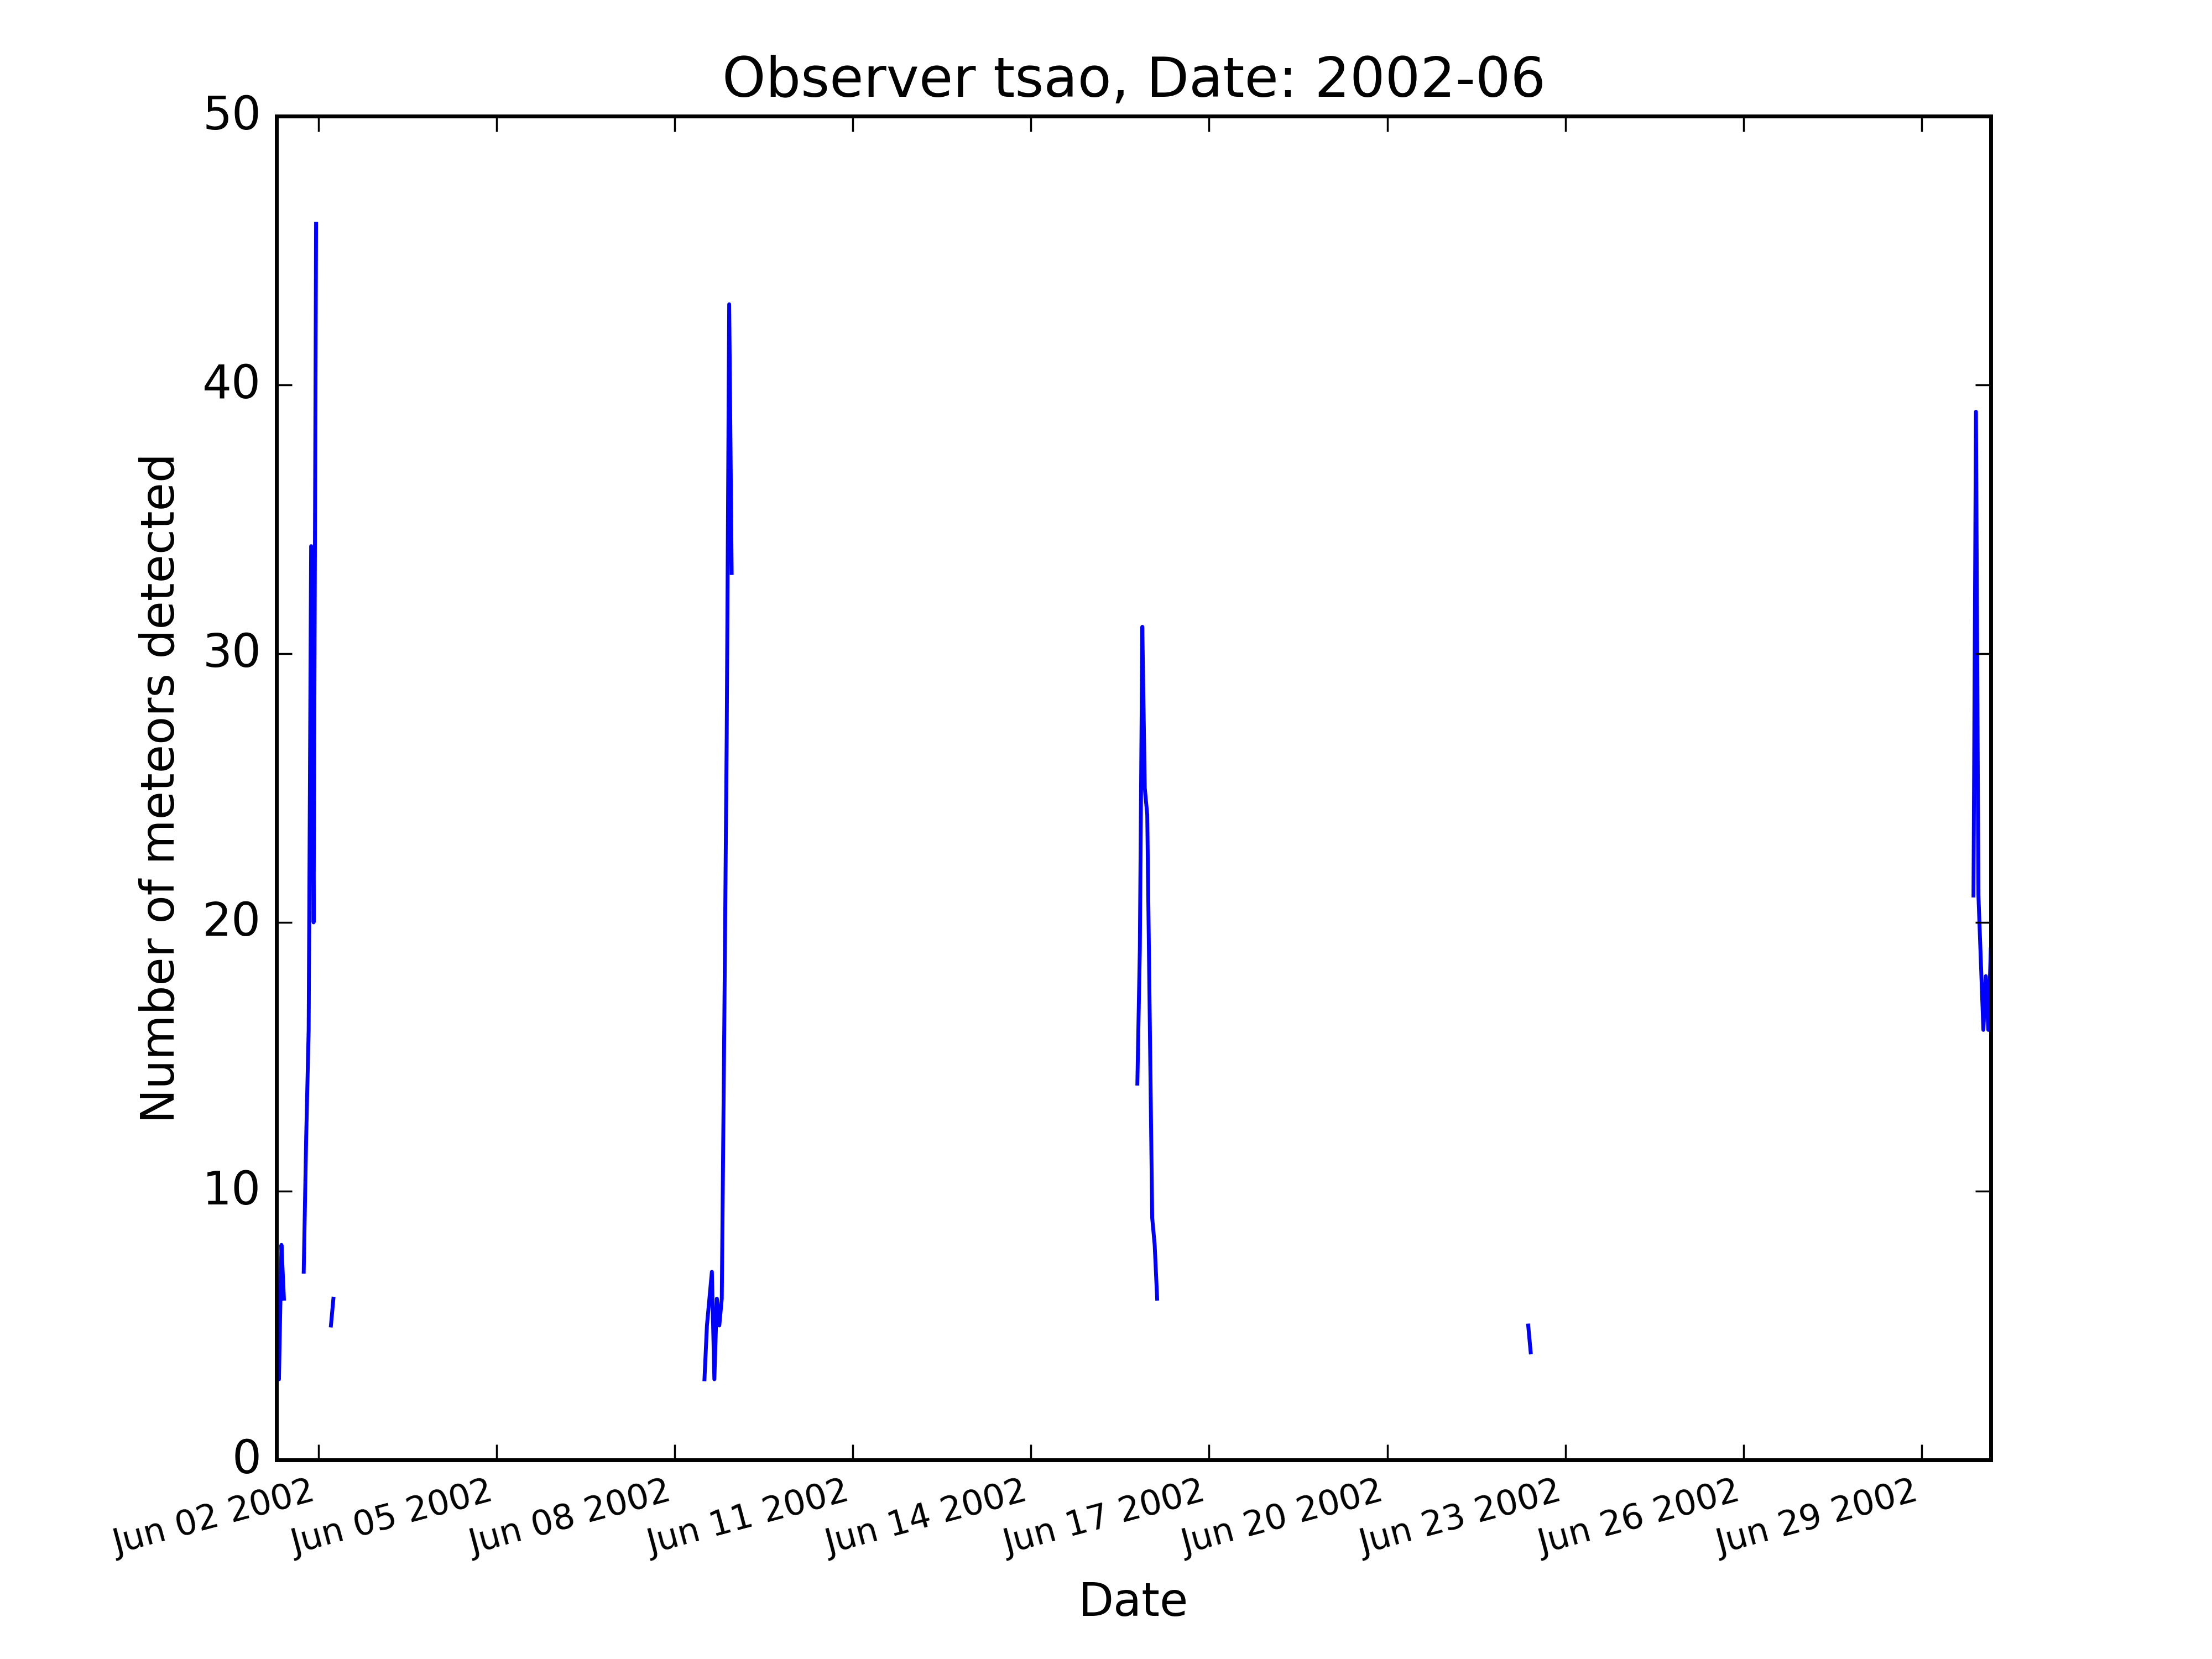 Observer tsao, Date: 2002-06
50
40
30
20
10
0
Number of meteors detected
Jun 02 2002
Jun 05 2002
Jun 08 2002
Jun 11 2002
Jun 14 2002
Jun 17 2002
Jun 20 2002
Jun 23 2002
Jun 26 2002
Jun 29 2002
Date